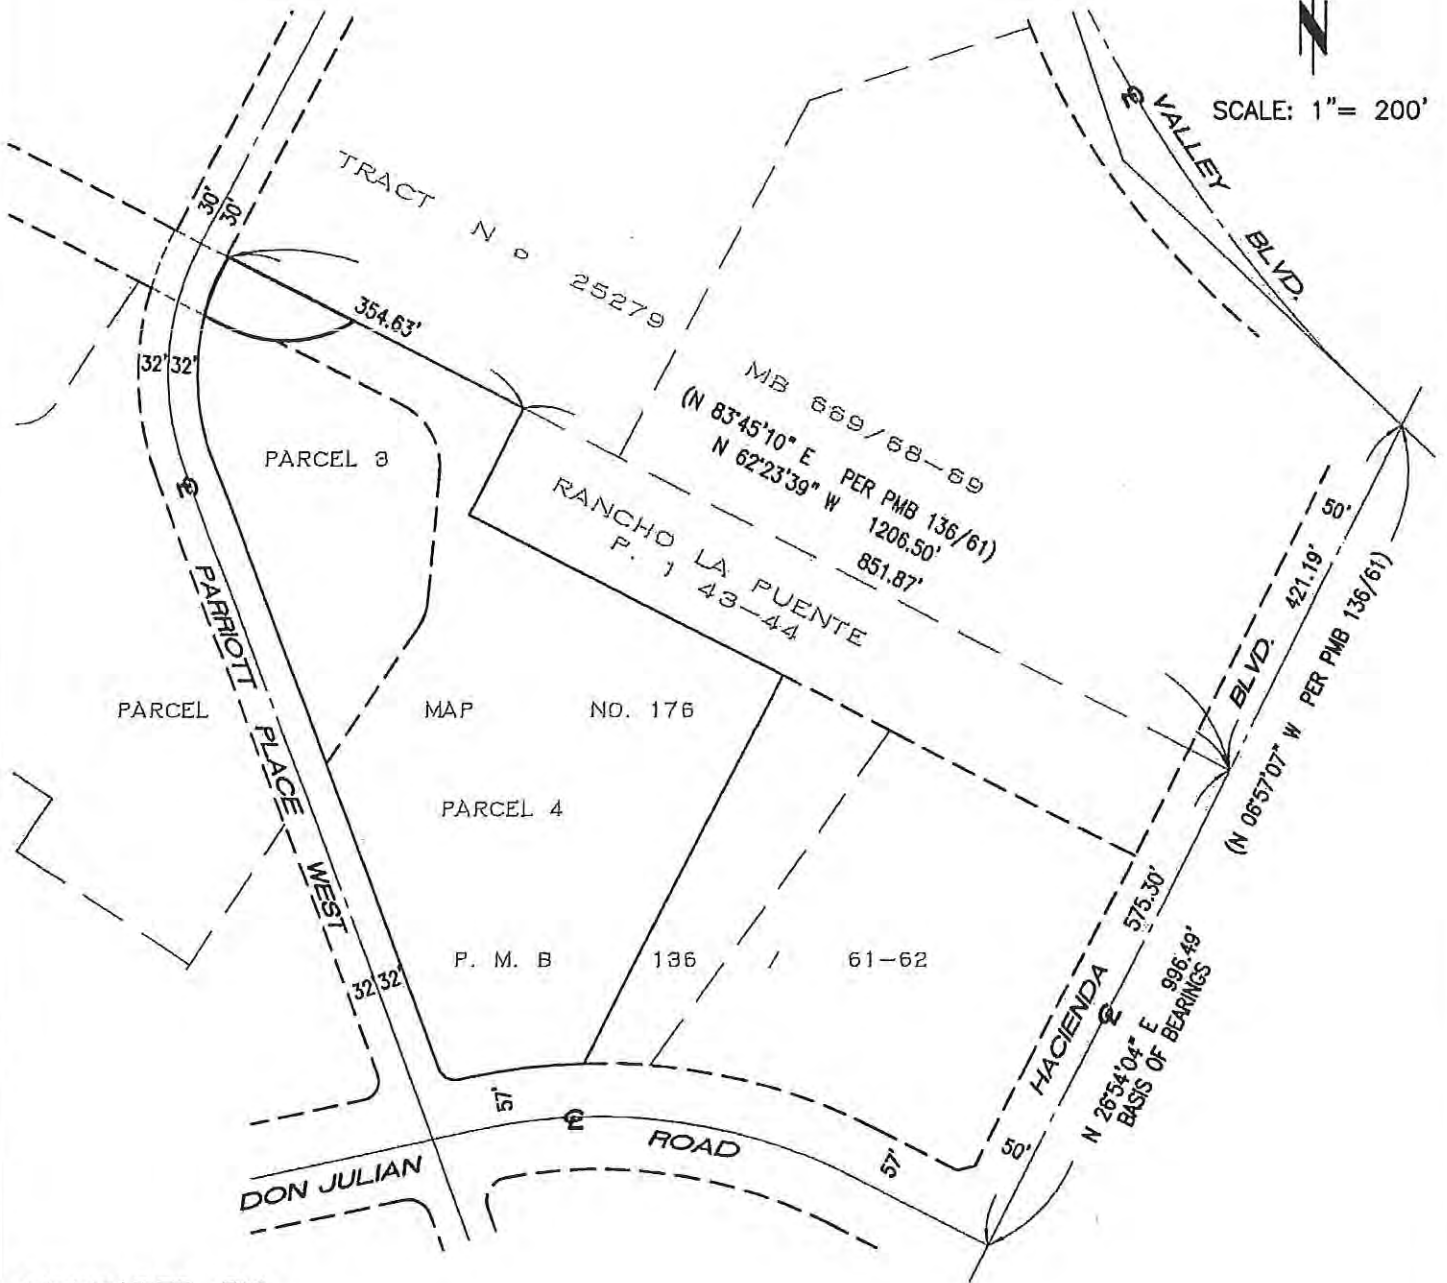 N
SCALE: 1"= 200'
VALLEY BLVD.
30' 30'
TRACT No 25279
354.63'
32' 32'
MB 669/68-69
(N 83°45'10" E PER PMB 136/61)
N 62°23'39" W 1206.50'
851.87'
PARCEL 3
RANCHO LA PUENTE
P. 1 43-44
50'
421.19'
HACIENDA BLVD.
(N 06°57'07" W PER PMB 136/61)
PARRIOTT PLACE WEST
PARCEL MAP NO. 176
PARCEL 4
575.30'
P. M. B 136 / 61-62
N 26°54'04" E 996.49'
BASIS OF BEARINGS
32' 32'
57'
57'
50'
DON JULIAN ROAD